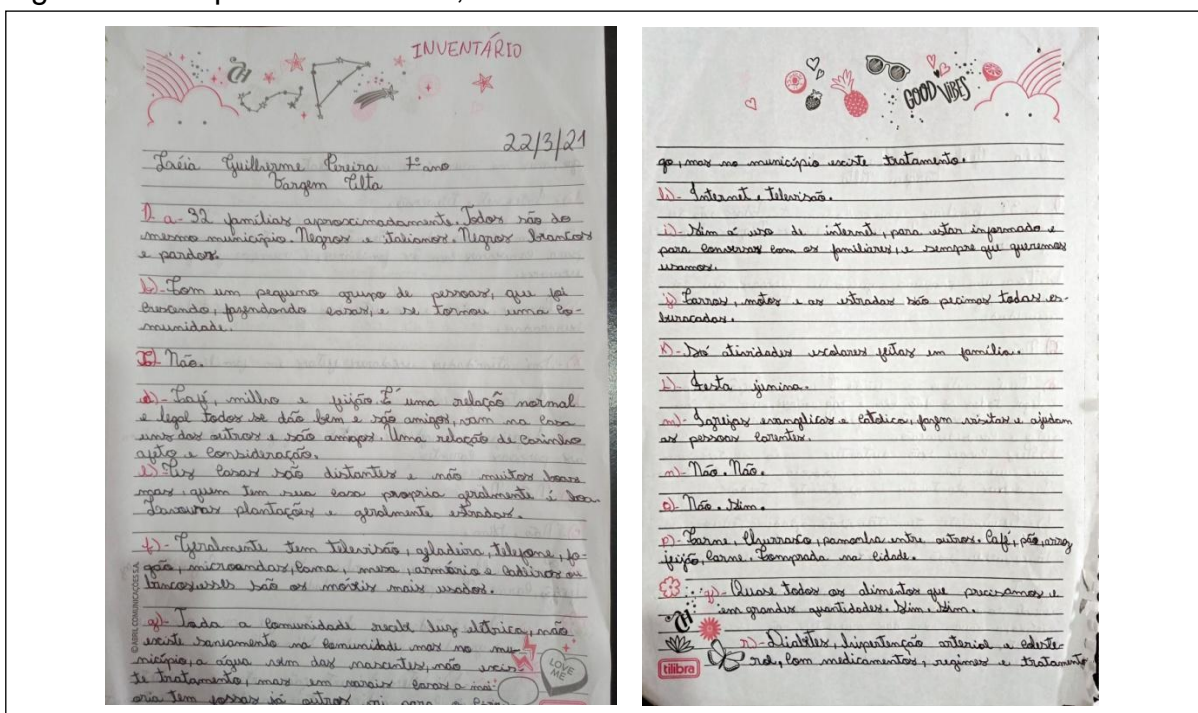 INVENTÁRIO
22/3/21
Guilherme Pereira 7º ano
Vargem Alta
a- 32 famílias aproximadamente. Todos são do
mesmo município. Negros e italianos. Negros brancos
e pardos.
b)- Com um pequeno grupo de pessoas, que foi
crescendo, fazendando casas, e se tornou uma co-
munidade.
Não.
d)- Café, milho e feijão. É uma relação normal
e legal todos se dão bem e são amigos, vam na casa
uns dos outros e são amigos. Uma relação de carinho
afeto e consideração.
e)- As casas são distantes e não muitos boas
mas, quem tem sua casa propria geralmente é boa.
Lavouras plantações e geralmente estradas.
f)- Geralmente tem televisão, geladeira, telefone, fo-
gão, microondas, cama, mesa, armário e cadeiras ou
bancos esses são os móveis mais usados.
g)- Toda a comunidade recebe luz elétrica, não
existe saneamento na comunidade mas no mu-
nicípio, a água vem das nascentes, não exis-
te tratamento, mas em varais casas a mai-
oria tem fossas já outros vai para o
©ABRIL COMUNICAÇÕES S.A.
LOVE
ME
GOOD VIBES
go, mas no município existe tratamento.
h)- Internet e televisão.
i)- Sim o uso de internet, para estar informado e
para conversar com os familiares, e sempre que queremos
usamos.
j) Carros, motos e as estradas são pecimas todas es-
buracadas.
k)- Só atividades escolares feitas em família.
L)- Festa junina.
m)- Igrejas evangélicas e católica, fazem visitas e ajudam
as pessoas carentes.
n)- Não. Não.
o)- Não. Sim.
p)- Carne, Churrasco, pamonha entre outros. Café, pão, arroz
feijão, carne. Comprada na cidade.
q)- Quase todos os alimentos que precisamos e
em grandes quantidades. Sim. Sim.
r)- Diabetes, hipertenção arterial e coleste-
rol, com medicamentos, regimes e tratamento
tilibra